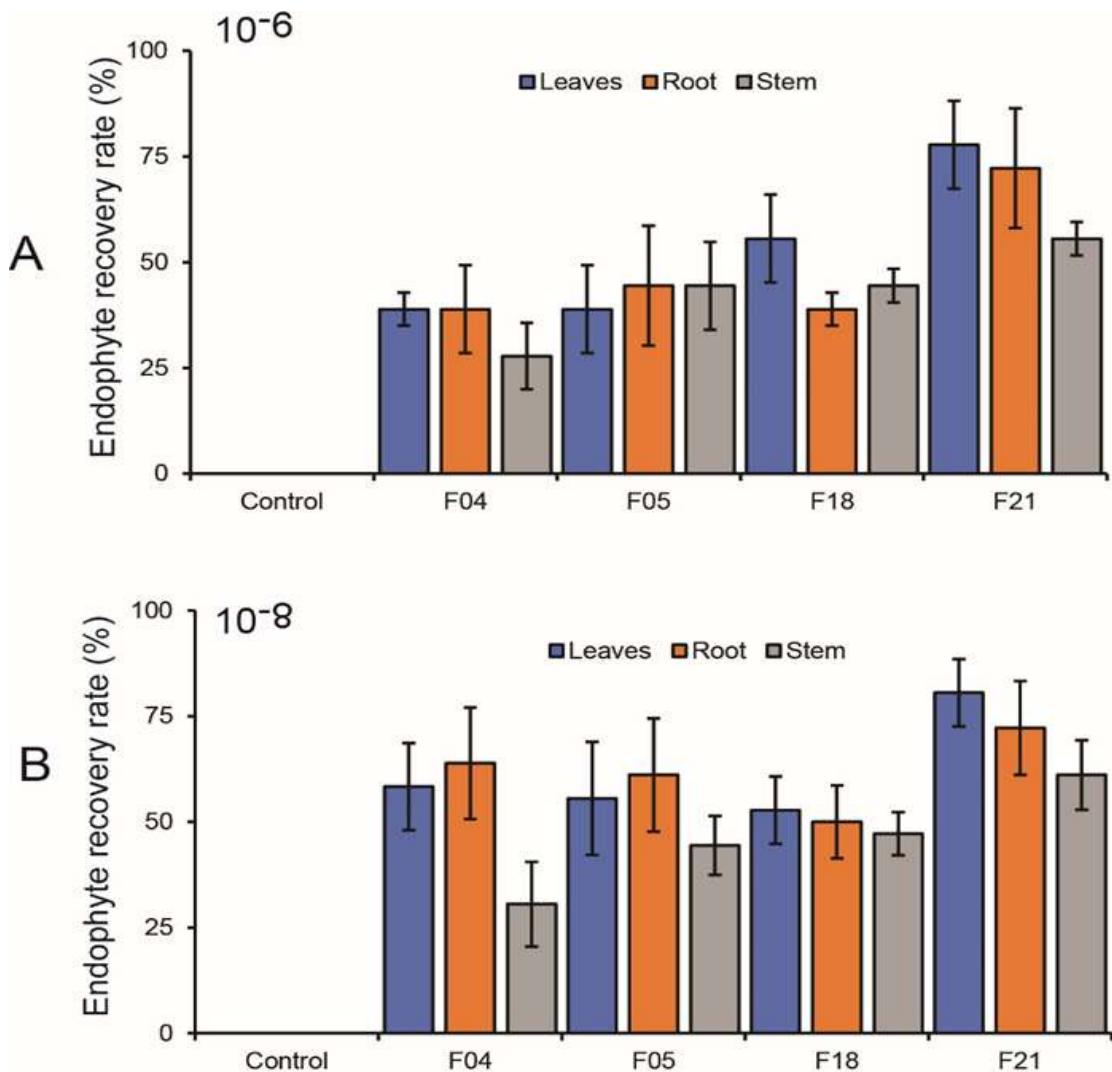 10-6
100
Leaves Root Stem
75
Endophyte recovery rate (%)
A
50
25
0
Control F04 F05 F18 F21
10-8
100
Leaves Root Stem
75
Endophyte recovery rate (%)
B
50
25
0
Control F04 F05 F18 F21